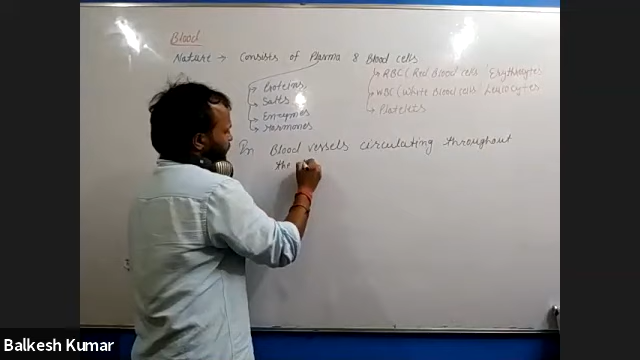 Blood
Nature → Consists of Plasma & Blood cells
Proteins,
Salts
Enzymes
Hormones
RBC (Red Blood cells / Erythrocytes
WBC (White Blood cells / Leucocytes
Platelets
In Blood vessels circulating throughout
the
Balkesh Kumar